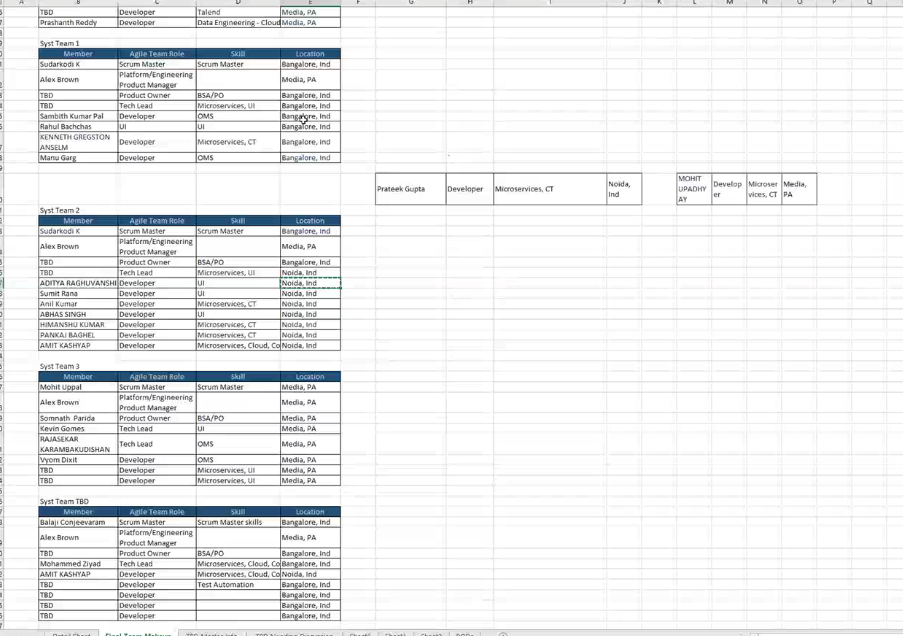 B C D E F G H I J K L M N O P Q
TBD Developer Talend Media, PA
Prashanth Reddy Developer Data Engineering - Cloud Media, PA
Syst Team 1
Member Agile Team Role Skill Location
Sudarkodi K Scrum Master Scrum Master Bangalore, Ind
Alex Brown Platform/Engineering Product Manager Media, PA
TBD Product Owner BSA/PO Bangalore, Ind
TBD Tech Lead Microservices, UI Bangalore, Ind
Sambith Kumar Pal Developer OMS Bangalore, Ind
Rahul Bachchas UI UI Bangalore, Ind
KENNETH GREGSTON ANSELM Developer Microservices, CT Bangalore, Ind
Manu Garg Developer OMS Bangalore, Ind
Prateek Gupta Developer Microservices, CT Noida, Ind MOHIT UPADHYAY Developer Microservices, CT Media, PA
Syst Team 2
Member Agile Team Role Skill Location
Sudarkodi K Scrum Master Scrum Master Bangalore, Ind
Alex Brown Platform/Engineering Product Manager Media, PA
TBD Product Owner BSA/PO Bangalore, Ind
TBD Tech Lead Microservices, UI Noida, Ind
ADITYA RAGHUVANSHI Developer UI Noida, Ind
Sumit Rana Developer UI Noida, Ind
Anil Kumar Developer Microservices, CT Noida, Ind
ABHAS SINGH Developer UI Noida, Ind
HIMANSHU KUMAR Developer Microservices, CT Noida, Ind
PANKAJ BAGHEL Developer Microservices, CT Noida, Ind
AMIT KASHYAP Developer Microservices, Cloud, Co Noida, Ind
Syst Team 3
Member Agile Team Role Skill Location
Mohit Uppal Scrum Master Scrum Master Media, PA
Alex Brown Platform/Engineering Product Manager Media, PA
Somnath Parida Product Owner BSA/PO Media, PA
Kevin Gomes Tech Lead UI Media, PA
RAJASEKAR KARAMBAKUDISHAN Tech Lead OMS Media, PA
Vyom Dixit Developer OMS Media, PA
TBD Developer Microservices, UI Media, PA
TBD Developer Microservices, UI Media, PA
Syst Team TBD
Member Agile Team Role Skill Location
Balaji Conjeevaram Scrum Master Scrum Master skills Bangalore, Ind
Alex Brown Platform/Engineering Product Manager Media, PA
TBD Product Owner BSA/PO Bangalore, Ind
Mohammed Ziyad Tech Lead Microservices, Cloud, Co Bangalore, Ind
AMIT KASHYAP Developer Microservices, Cloud, Co Noida, Ind
TBD Developer Test Automation Bangalore, Ind
TBD Developer Bangalore, Ind
TBD Developer Bangalore, Ind
TBD Developer Bangalore, Ind
Final Team Makeup